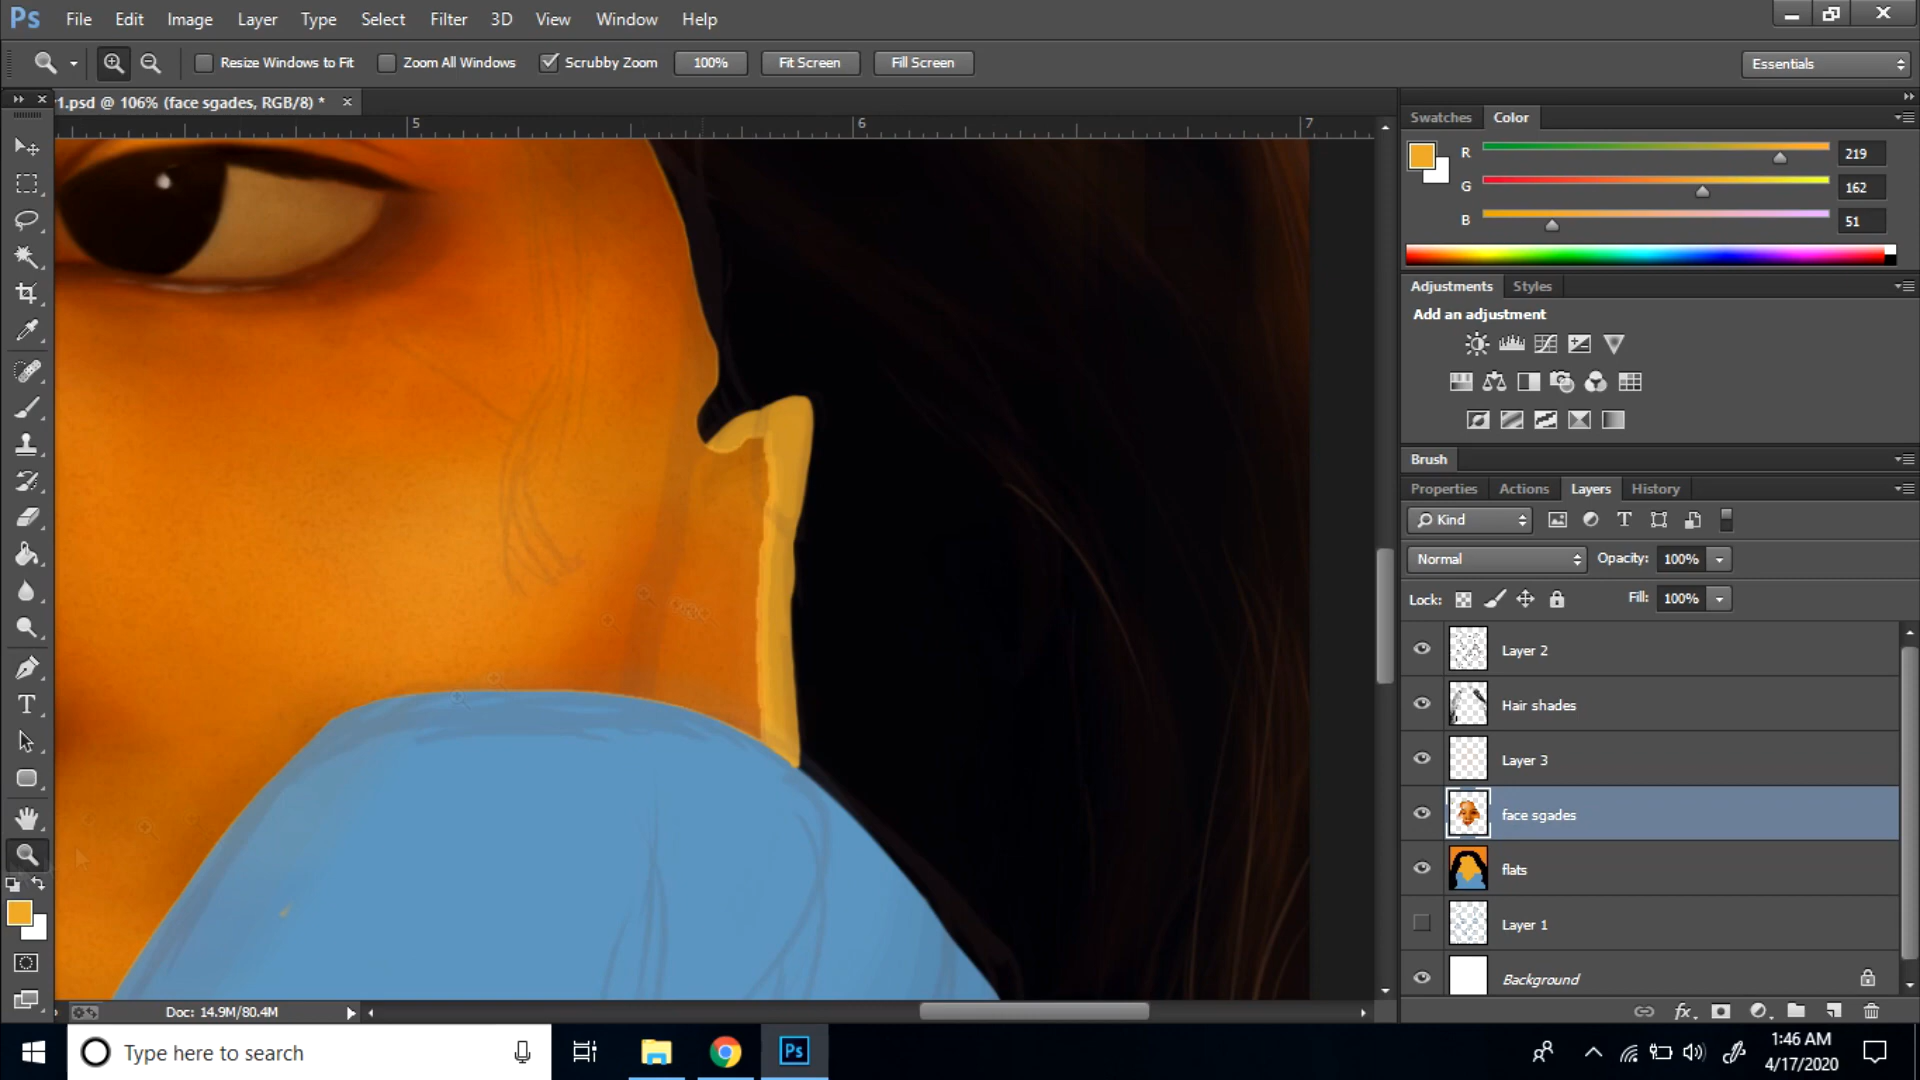 Ps File Edit Image Layer Type Select Filter 3D View Window Help
Resize Windows to Fit Zoom All Windows Scrubby Zoom 100% Fit Screen Fill Screen Essentials
1.psd @ 106% (face sgades, RGB/8) * ×
5 6 7
Swatches Color
R 219
G 162
B 51
Adjustments Styles
Add an adjustment
Brush
Properties Actions Layers History
Kind
Normal Opacity: 100%
Lock: Fill: 100%
Layer 2
Hair shades
Layer 3
face sgades
flats
Layer 1
Background
Doc: 14.9M/80.4M
Type here to search
Ps
1:46 AM
4/17/2020